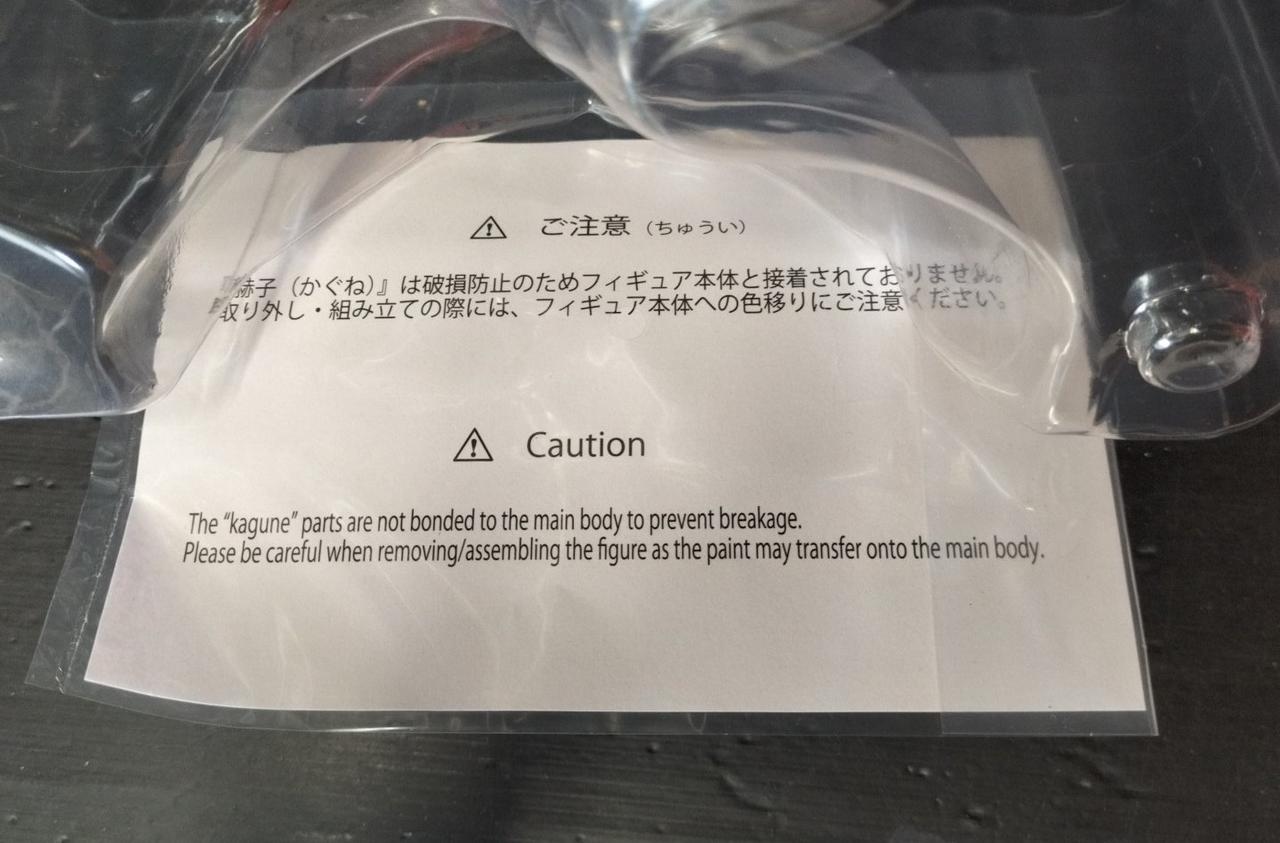 ⚠ ご注意(ちゅうい)
『赫子(かぐね)』は破損防止のためフィギュア本体と接着されておりません。
取り外し・組み立ての際には、フィギュア本体への色移りにご注意ください。
⚠ Caution
The “kagune” parts are not bonded to the main body to prevent breakage.
Please be careful when removing/assembling the figure as the paint may transfer onto the main body.